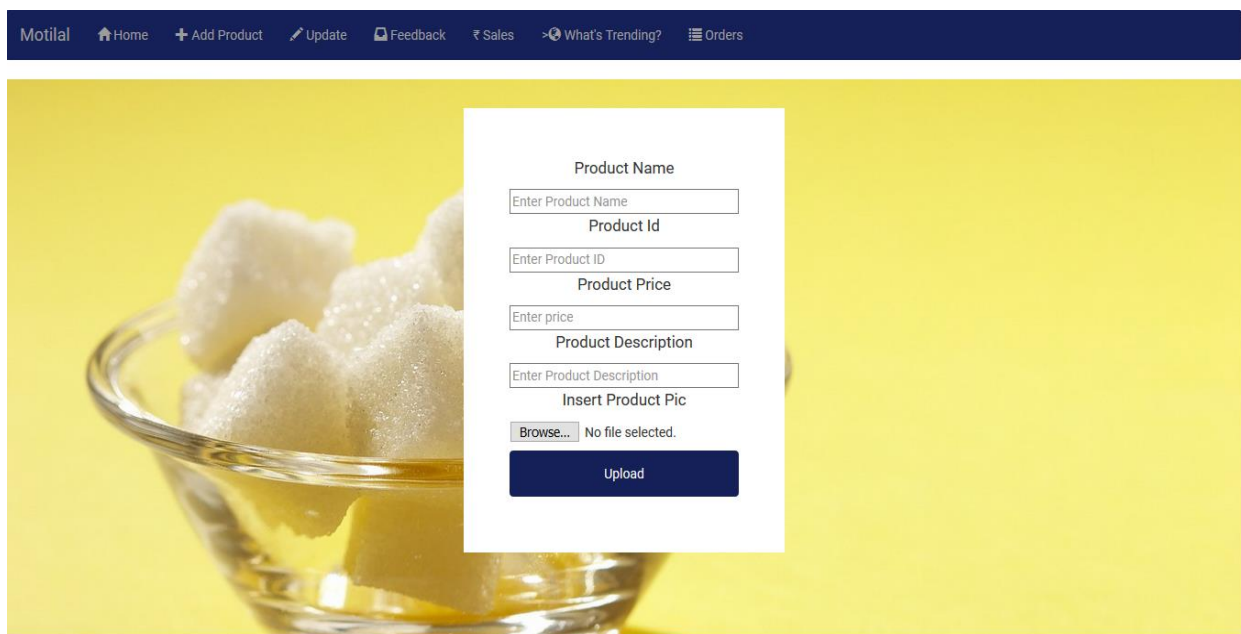 Motilal Home + Add Product Update Feedback ₹ Sales > What's Trending? Orders
Product Name
Enter Product Name
Product Id
Enter Product ID
Product Price
Enter price
Product Description
Enter Product Description
Insert Product Pic
Browse... No file selected.
Upload